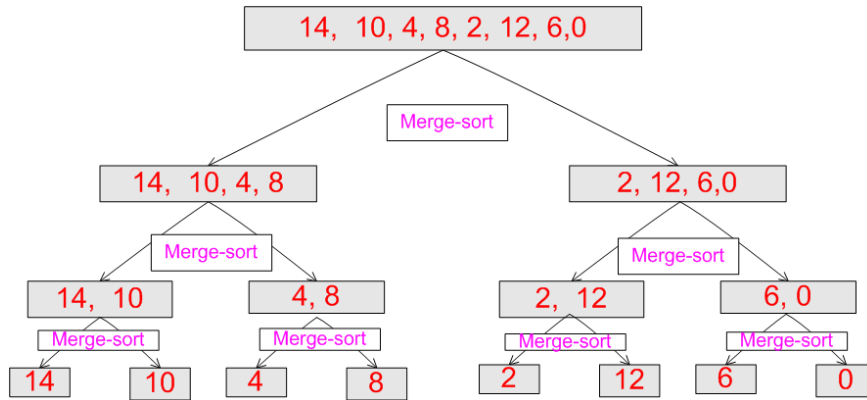 14, 10, 4, 8, 2, 12, 6,0
Merge-sort
14, 10, 4, 8
2, 12, 6,0
Merge-sort
Merge-sort
14, 10
4, 8
2, 12
6, 0
Merge-sort
Merge-sort
Merge-sort
Merge-sort
14
10
4
8
2
12
6
0